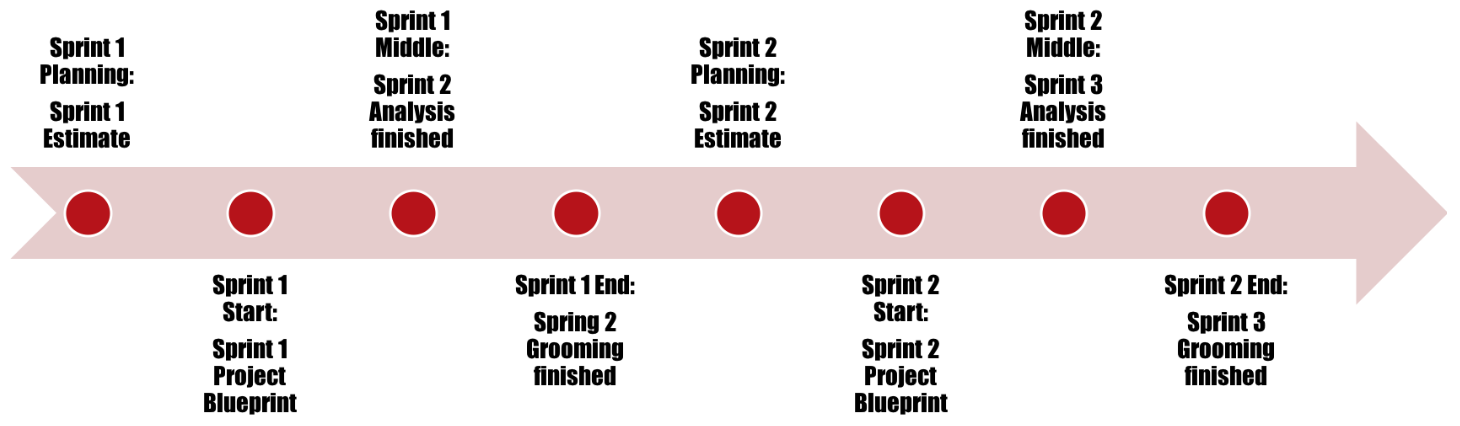 Sprint 1
Planning:
Sprint 1
Estimate
Sprint 1
Start:
Sprint 1
Project
Blueprint
Sprint 1
Middle:
Sprint 2
Analysis
finished
Sprint 1 End:
Spring 2
Grooming
finished
Sprint 2
Planning:
Sprint 2
Estimate
Sprint 2
Start:
Sprint 2
Project
Blueprint
Sprint 2
Middle:
Sprint 3
Analysis
finished
Sprint 2 End:
Sprint 3
Grooming
finished